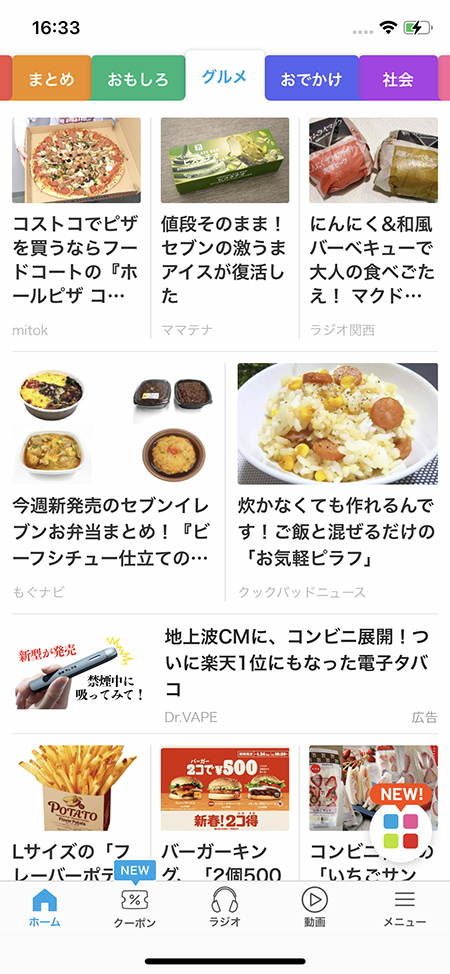 16:33
まとめ
おもしろ
グルメ
おでかけ
社会
コストコでピザ
を買うならフー
ドコートの『ホ
ールピザ コ…
mitok
値段そのまま！
セブンの激うま
アイスが復活し
た
ママテナ
にんにく&和風
バーベキューで
大人の食べごた
え！ マクド…
ラジオ関西
今週新発売のセブンイレ
ブンお弁当まとめ！『ビ
ーフシチュー仕立ての…
もぐナビ
炊かなくても作れるんで
す！ご飯と混ぜるだけの
「お気軽ピラフ」
クックパッドニュース
新型が発売
禁煙中に
吸ってみて！
地上波CMに、コンビニ展開！つ
いに楽天1位にもなった電子タバ
コ
Dr.VAPE
広告
POTATO
Flavor Potato
バーガー
2コで¥500
新春！2コ得
NEW!
Lサイズの「フ
レーバーポテ
バーガーキン
グ、「2個500
コンビニ
の
「いちごサン
NEW
ホーム
クーポン
ラジオ
動画
メニュー